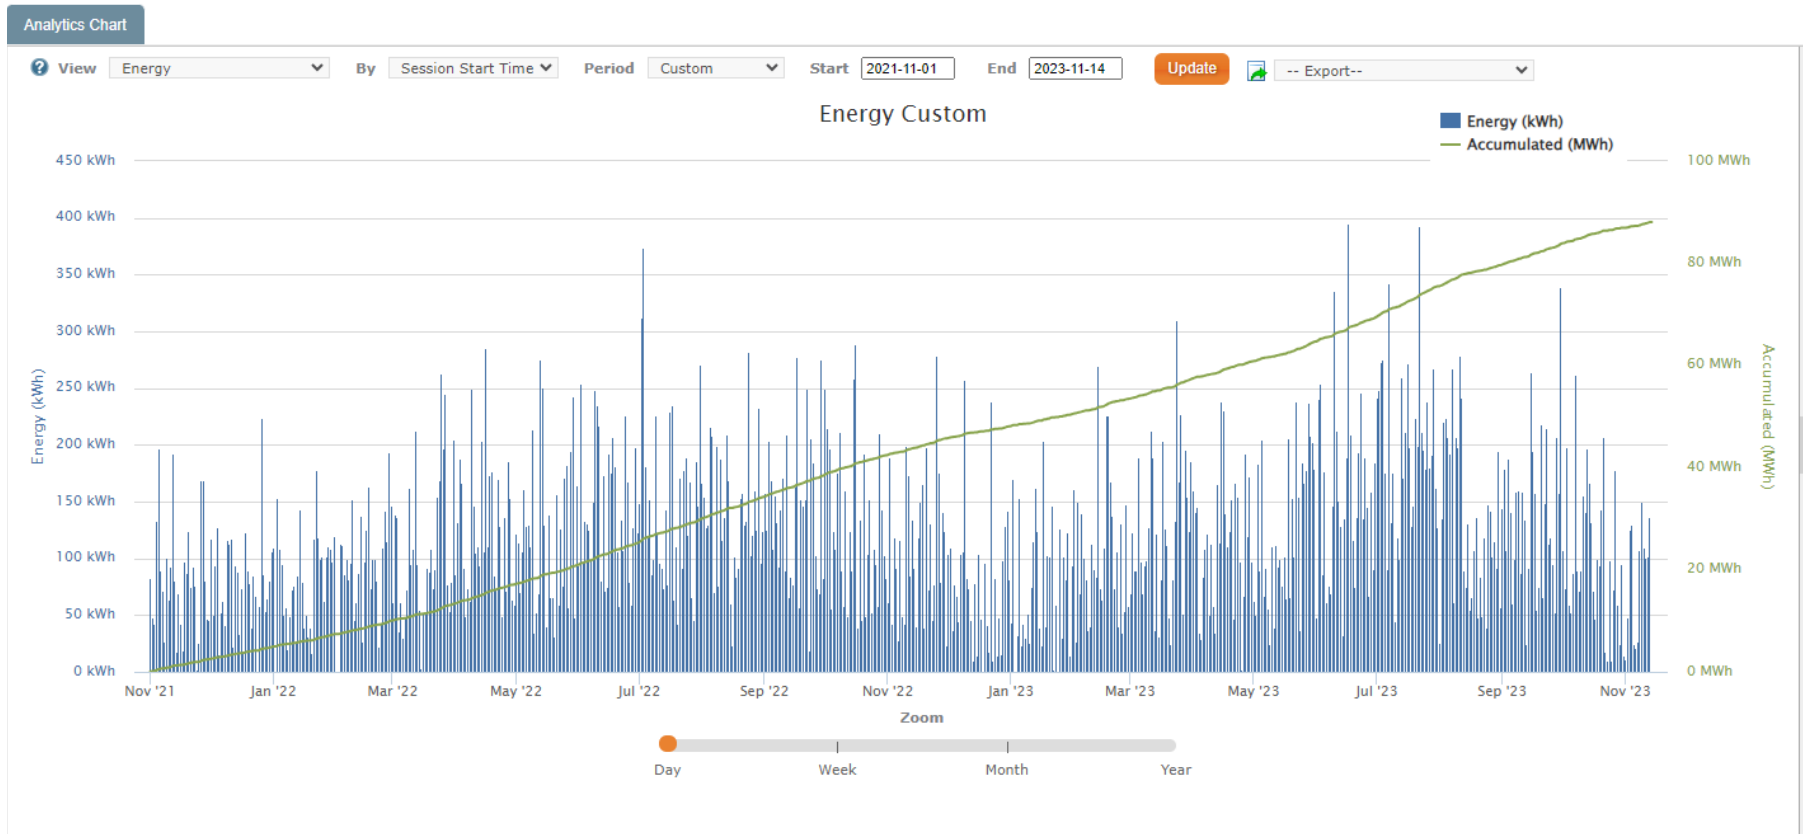 Analytics Chart
View Energy By Session Start Time Period Custom Start 2021-11-01 End 2023-11-14 Update -- Export--
Energy Custom
Energy (kWh)
Accumulated (MWh)
450 kWh 100 MWh
400 kWh
350 kWh 80 MWh
300 kWh
250 kWh 60 MWh
200 kWh
150 kWh 40 MWh
100 kWh 20 MWh
50 kWh
0 kWh 0 MWh
Energy (kWh)
Accumulated (MWh)
Nov '21 Jan '22 Mar '22 May '22 Jul '22 Sep '22 Nov '22 Jan '23 Mar '23 May '23 Jul '23 Sep '23 Nov '23
Zoom
Day Week Month Year